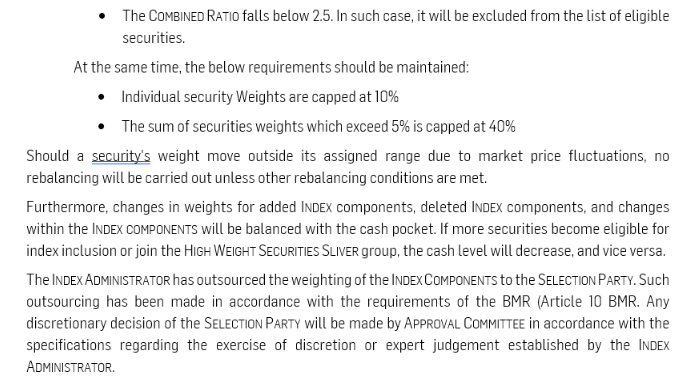 • The COMBINED RATIO falls below 2.5. In such case, it will be excluded from the list of eligible
securities.
At the same time, the below requirements should be maintained:
• Individual security Weights are capped at 10%
• The sum of securities weights which exceed 5% is capped at 40%
Should a security's weight move outside its assigned range due to market price fluctuations, no
rebalancing will be carried out unless other rebalancing conditions are met.
Furthermore, changes in weights for added INDEX components, deleted INDEX components, and changes
within the INDEX COMPONENTS will be balanced with the cash pocket. If more securities become eligible for
index inclusion or join the HIGH WEIGHT SECURITIES SLIVER group, the cash level will decrease, and vice versa.
The INDEX ADMINISTRATOR has outsourced the weighting of the INDEX COMPONENTS to the SELECTION PARTY. Such
outsourcing has been made in accordance with the requirements of the BMR (Article 10 BMR. Any
discretionary decision of the SELECTION PARTY will be made by APPROVAL COMMITTEE in accordance with the
specifications regarding the exercise of discretion or expert judgement established by the INDEX
ADMINISTRATOR.